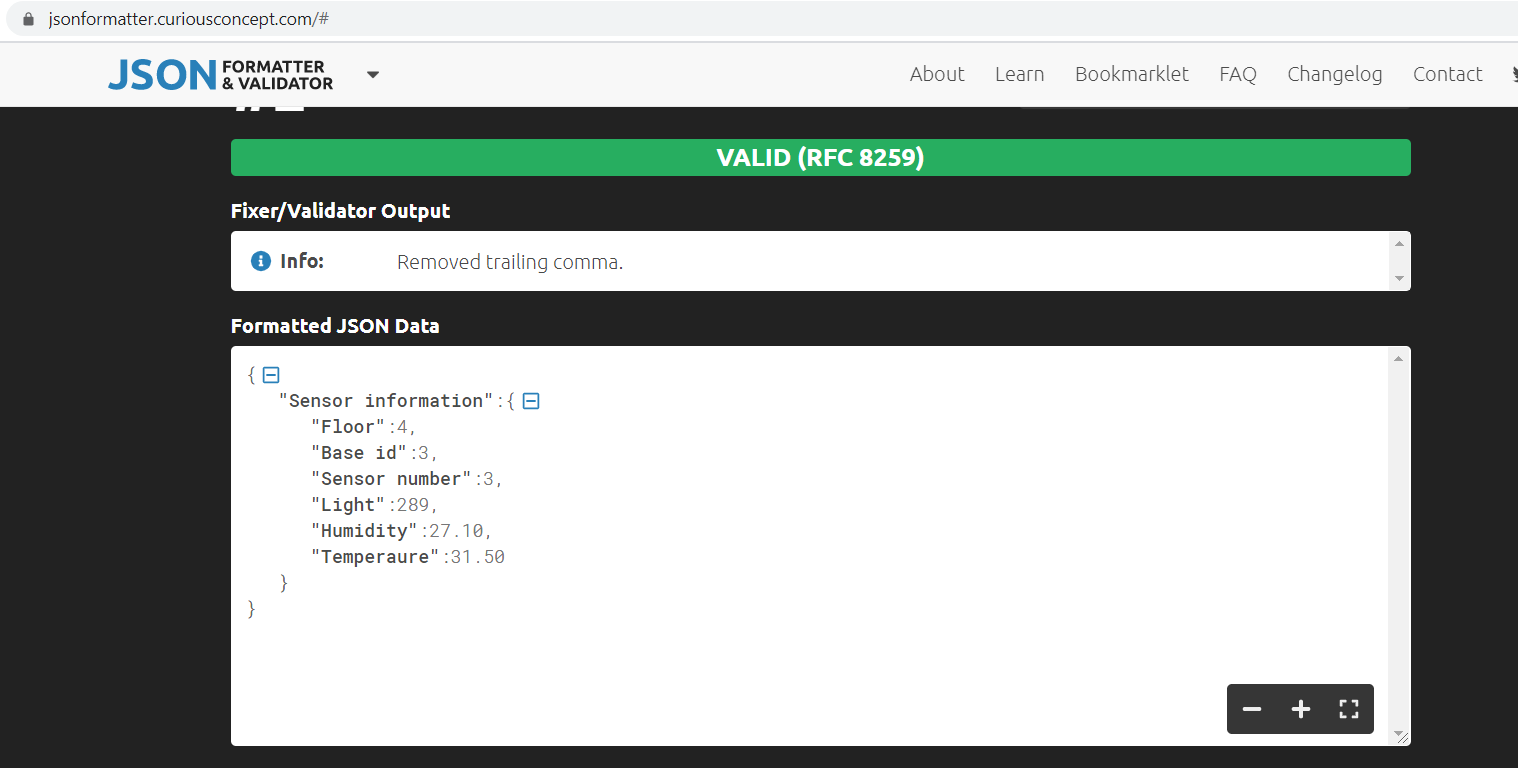 jsonformatter.curiousconcept.com/#
JSON FORMATTER & VALIDATOR
About Learn Bookmarklet FAQ Changelog Contact
VALID (RFC 8259)
Fixer/Validator Output
Info: Removed trailing comma.
Formatted JSON Data
{
"Sensor information":{
"Floor":4,
"Base id":3,
"Sensor number":3,
"Light":289,
"Humidity":27.10,
"Temperaure":31.50
}
}